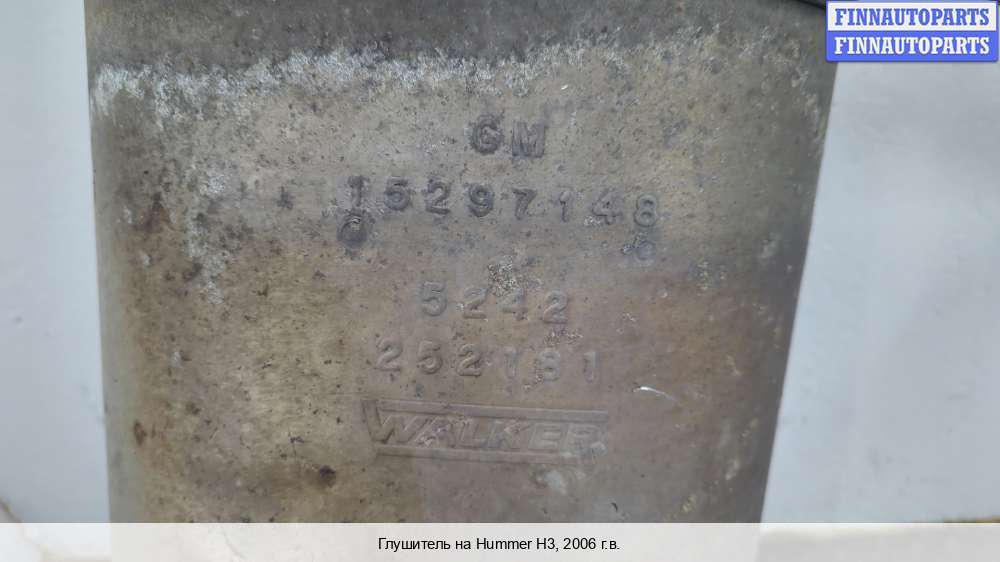 FINNAUTOPARTS
FINNAUTOPARTS
GM
15297148
5242
252181
WALKER
Глушитель на Hummer H3, 2006 г.в.